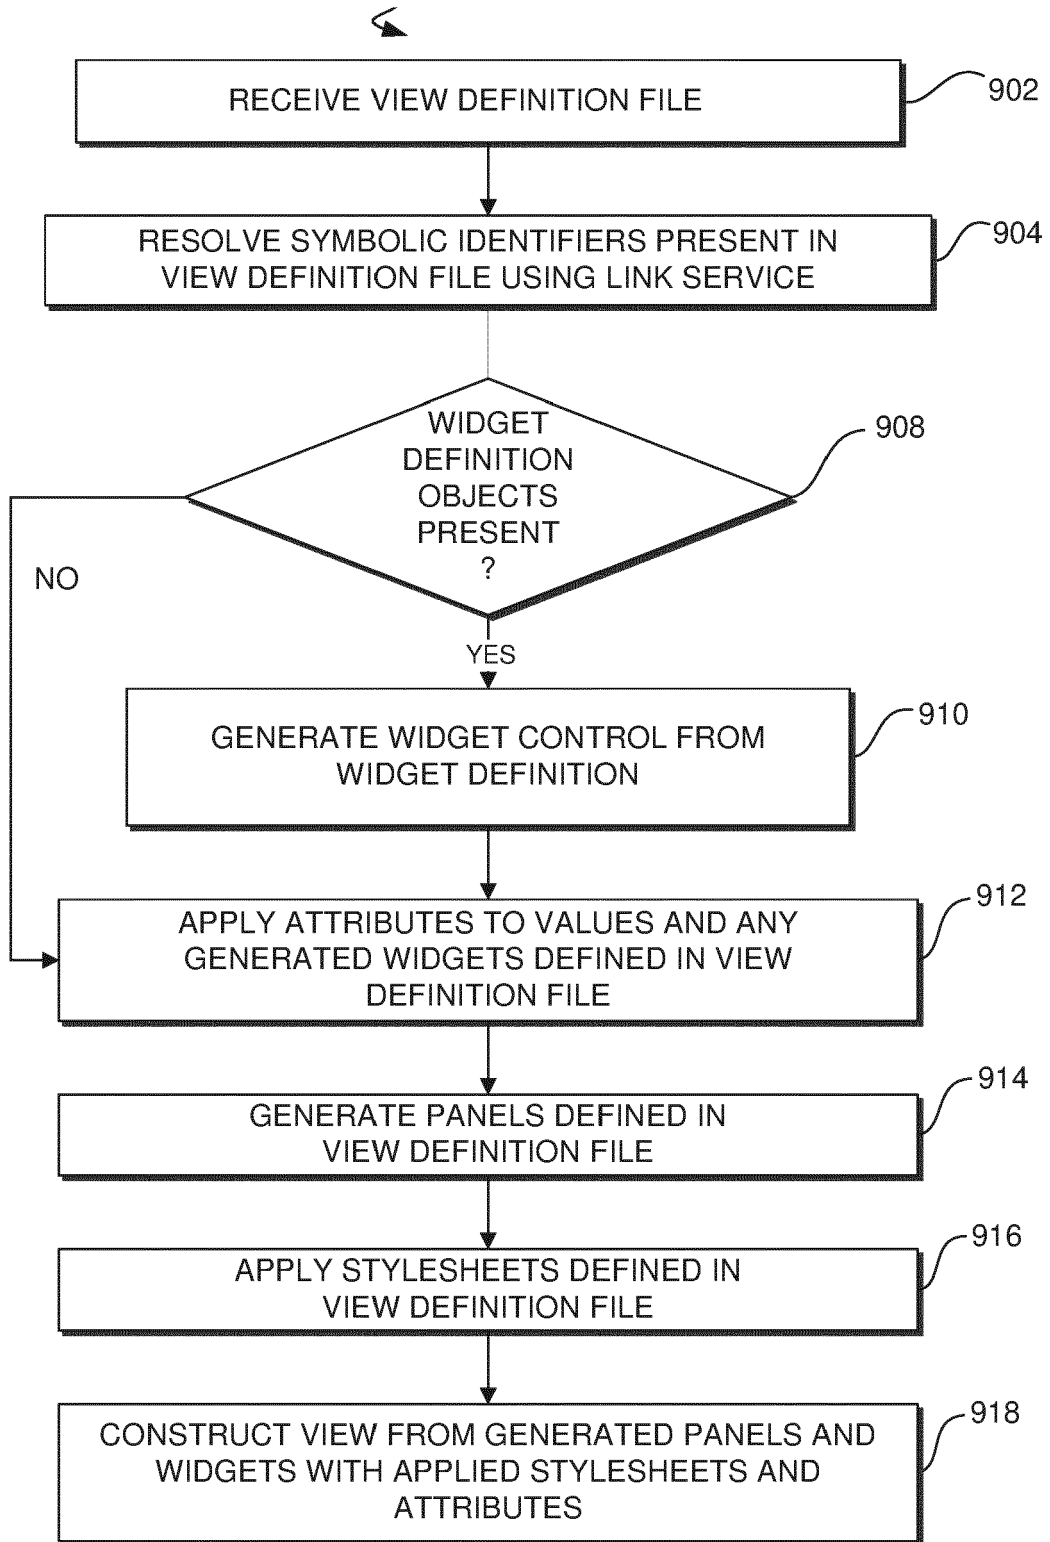 RECEIVE VIEW DEFINITION FILE
902
RESOLVE SYMBOLIC IDENTIFIERS PRESENT IN
VIEW DEFINITION FILE USING LINK SERVICE
904
WIDGET
DEFINITION
OBJECTS
PRESENT
?
908
NO
YES
GENERATE WIDGET CONTROL FROM
WIDGET DEFINITION
910
APPLY ATTRIBUTES TO VALUES AND ANY
GENERATED WIDGETS DEFINED IN VIEW
DEFINITION FILE
912
GENERATE PANELS DEFINED IN
VIEW DEFINITION FILE
914
APPLY STYLESHEETS DEFINED IN
VIEW DEFINITION FILE
916
CONSTRUCT VIEW FROM GENERATED PANELS AND
WIDGETS WITH APPLIED STYLESHEETS AND
ATTRIBUTES
918